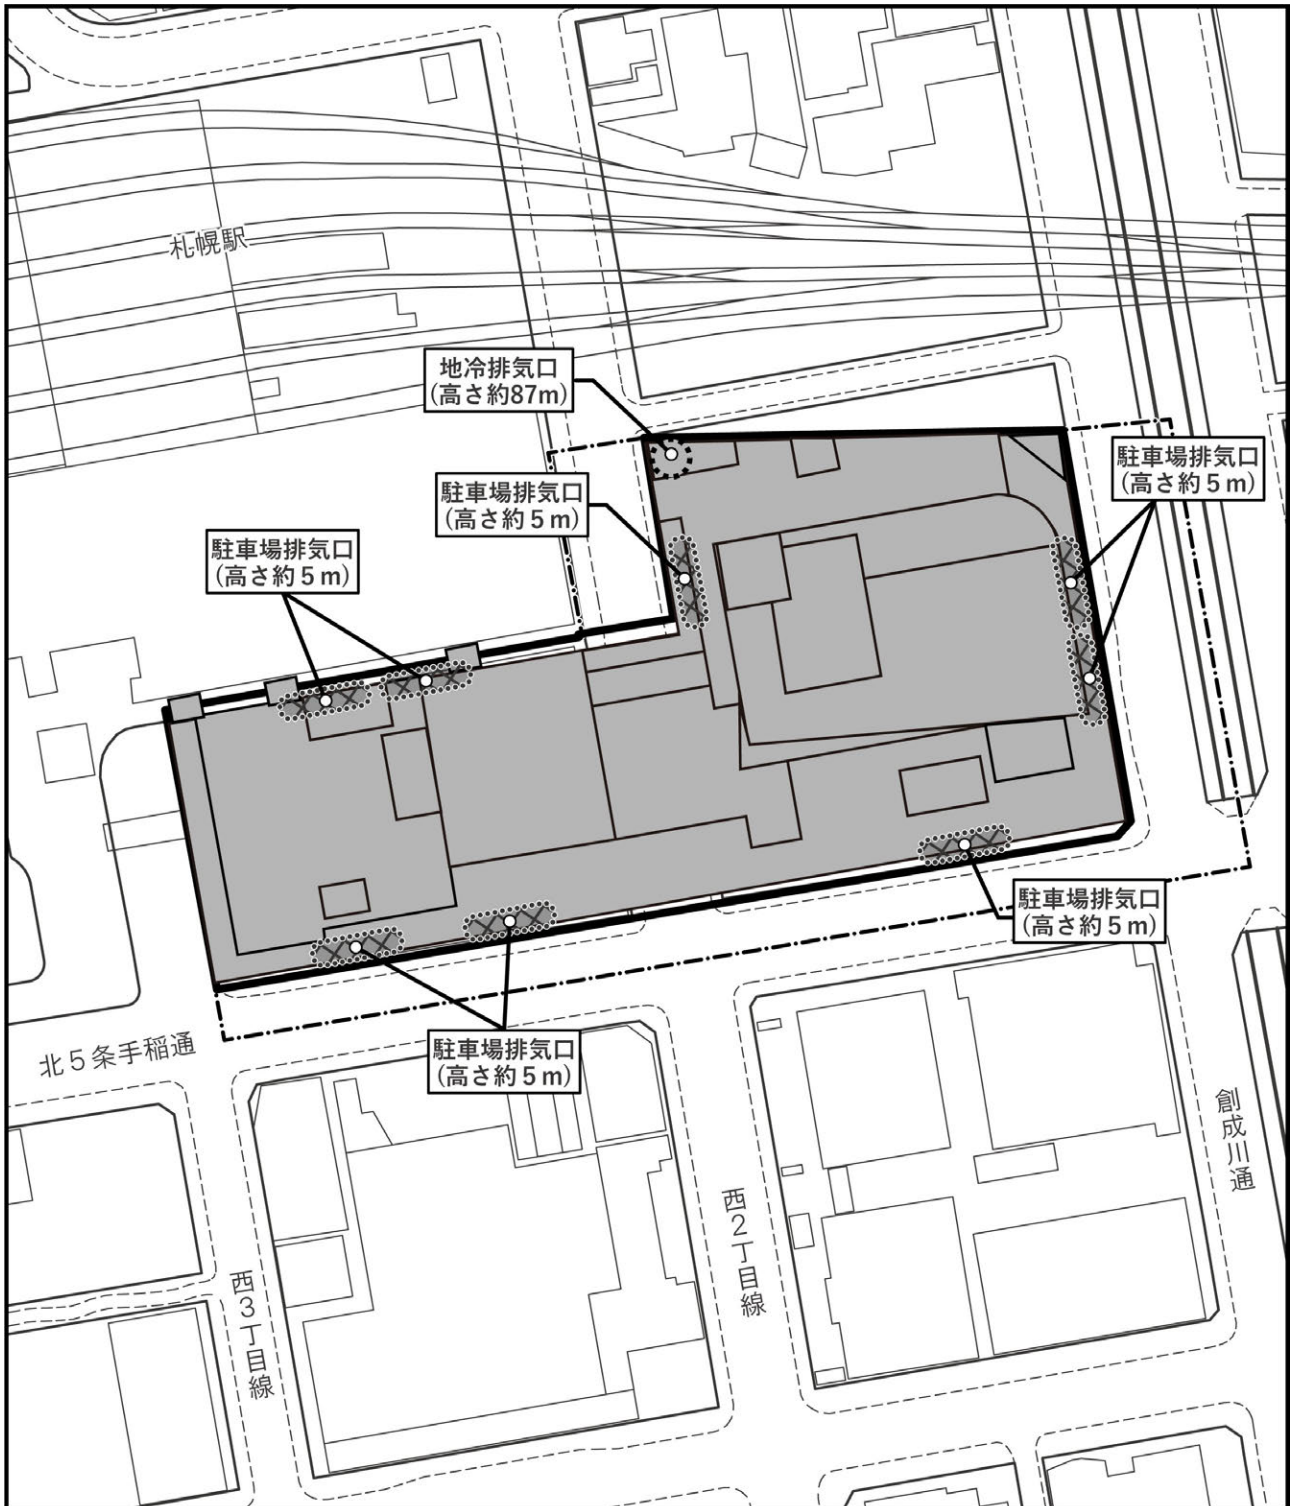 札幌駅
地冷排気口
(高さ約87m)
駐車場排気口
(高さ約5m)
駐車場排気口
(高さ約5m)
駐車場排気口
(高さ約5m)
駐車場排気口
(高さ約5m)
駐車場排気口
(高さ約5m)
北5条手稲通
創成川通
西2丁目線
西3丁目線